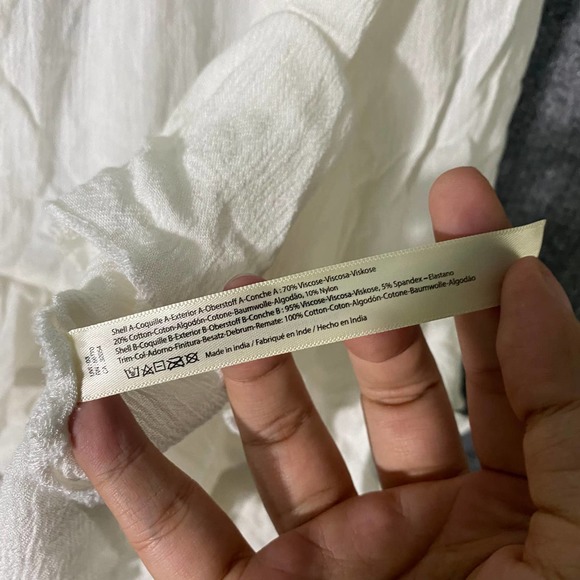 Shell A-Coquille A-Exterior A-Oberstoff A-Conche A : 70% Viscose-Viscosa-Viskose
20% Cotton-Coton-Algodón-Cotone-Baumwolle-Algodão, 10% Nylon
Shell B-Coquille B-Exterior B-Oberstoff B-Conche B : 95% Viscose-Viscosa-Viskose, 5% Spandex – Elastano
Trim-Col-Adorno-Finitura-Besatz-Debrum-Remate: 100% Cotton-Coton-Algodón-Cotone-Baumwolle-Algodão
Made in India / Fabriqué en Inde / Hecho en India